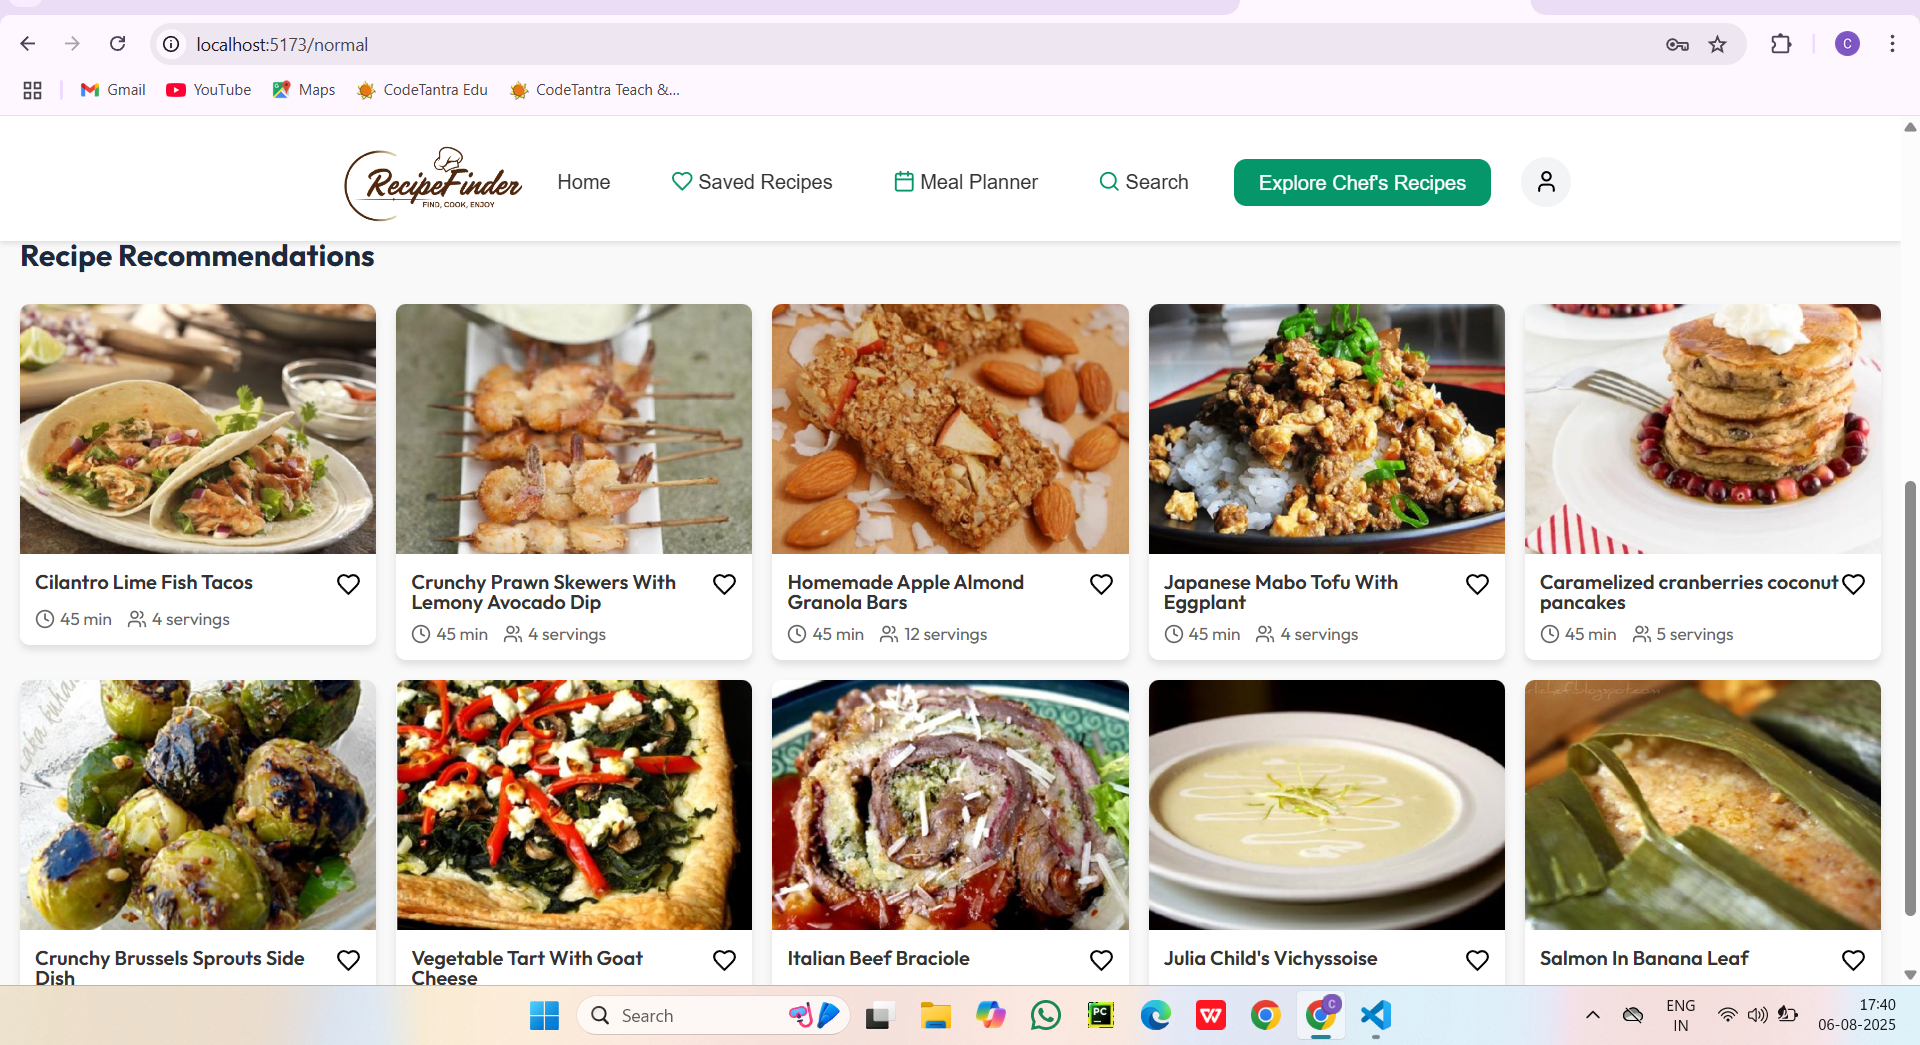 localhost:5173/normal
C
Gmail
YouTube
Maps
CodeTantra Edu
CodeTantra Teach &...
RecipeFinder
FIND, COOK, ENJOY
Home
Saved Recipes
Meal Planner
Search
Explore Chef's Recipes
Recipe Recommendations
Cilantro Lime Fish Tacos
45 min 4 servings
Crunchy Prawn Skewers With
Lemony Avocado Dip
45 min 4 servings
Homemade Apple Almond
Granola Bars
45 min 12 servings
Japanese Mabo Tofu With
Eggplant
45 min 4 servings
Caramelized cranberries coconut
pancakes
45 min 5 servings
Crunchy Brussels Sprouts Side
Dish
Vegetable Tart With Goat
Cheese
Italian Beef Braciole
Julia Child's Vichyssoise
Salmon In Banana Leaf
Search
PC
C
ENG
IN
17:40
06-08-2025